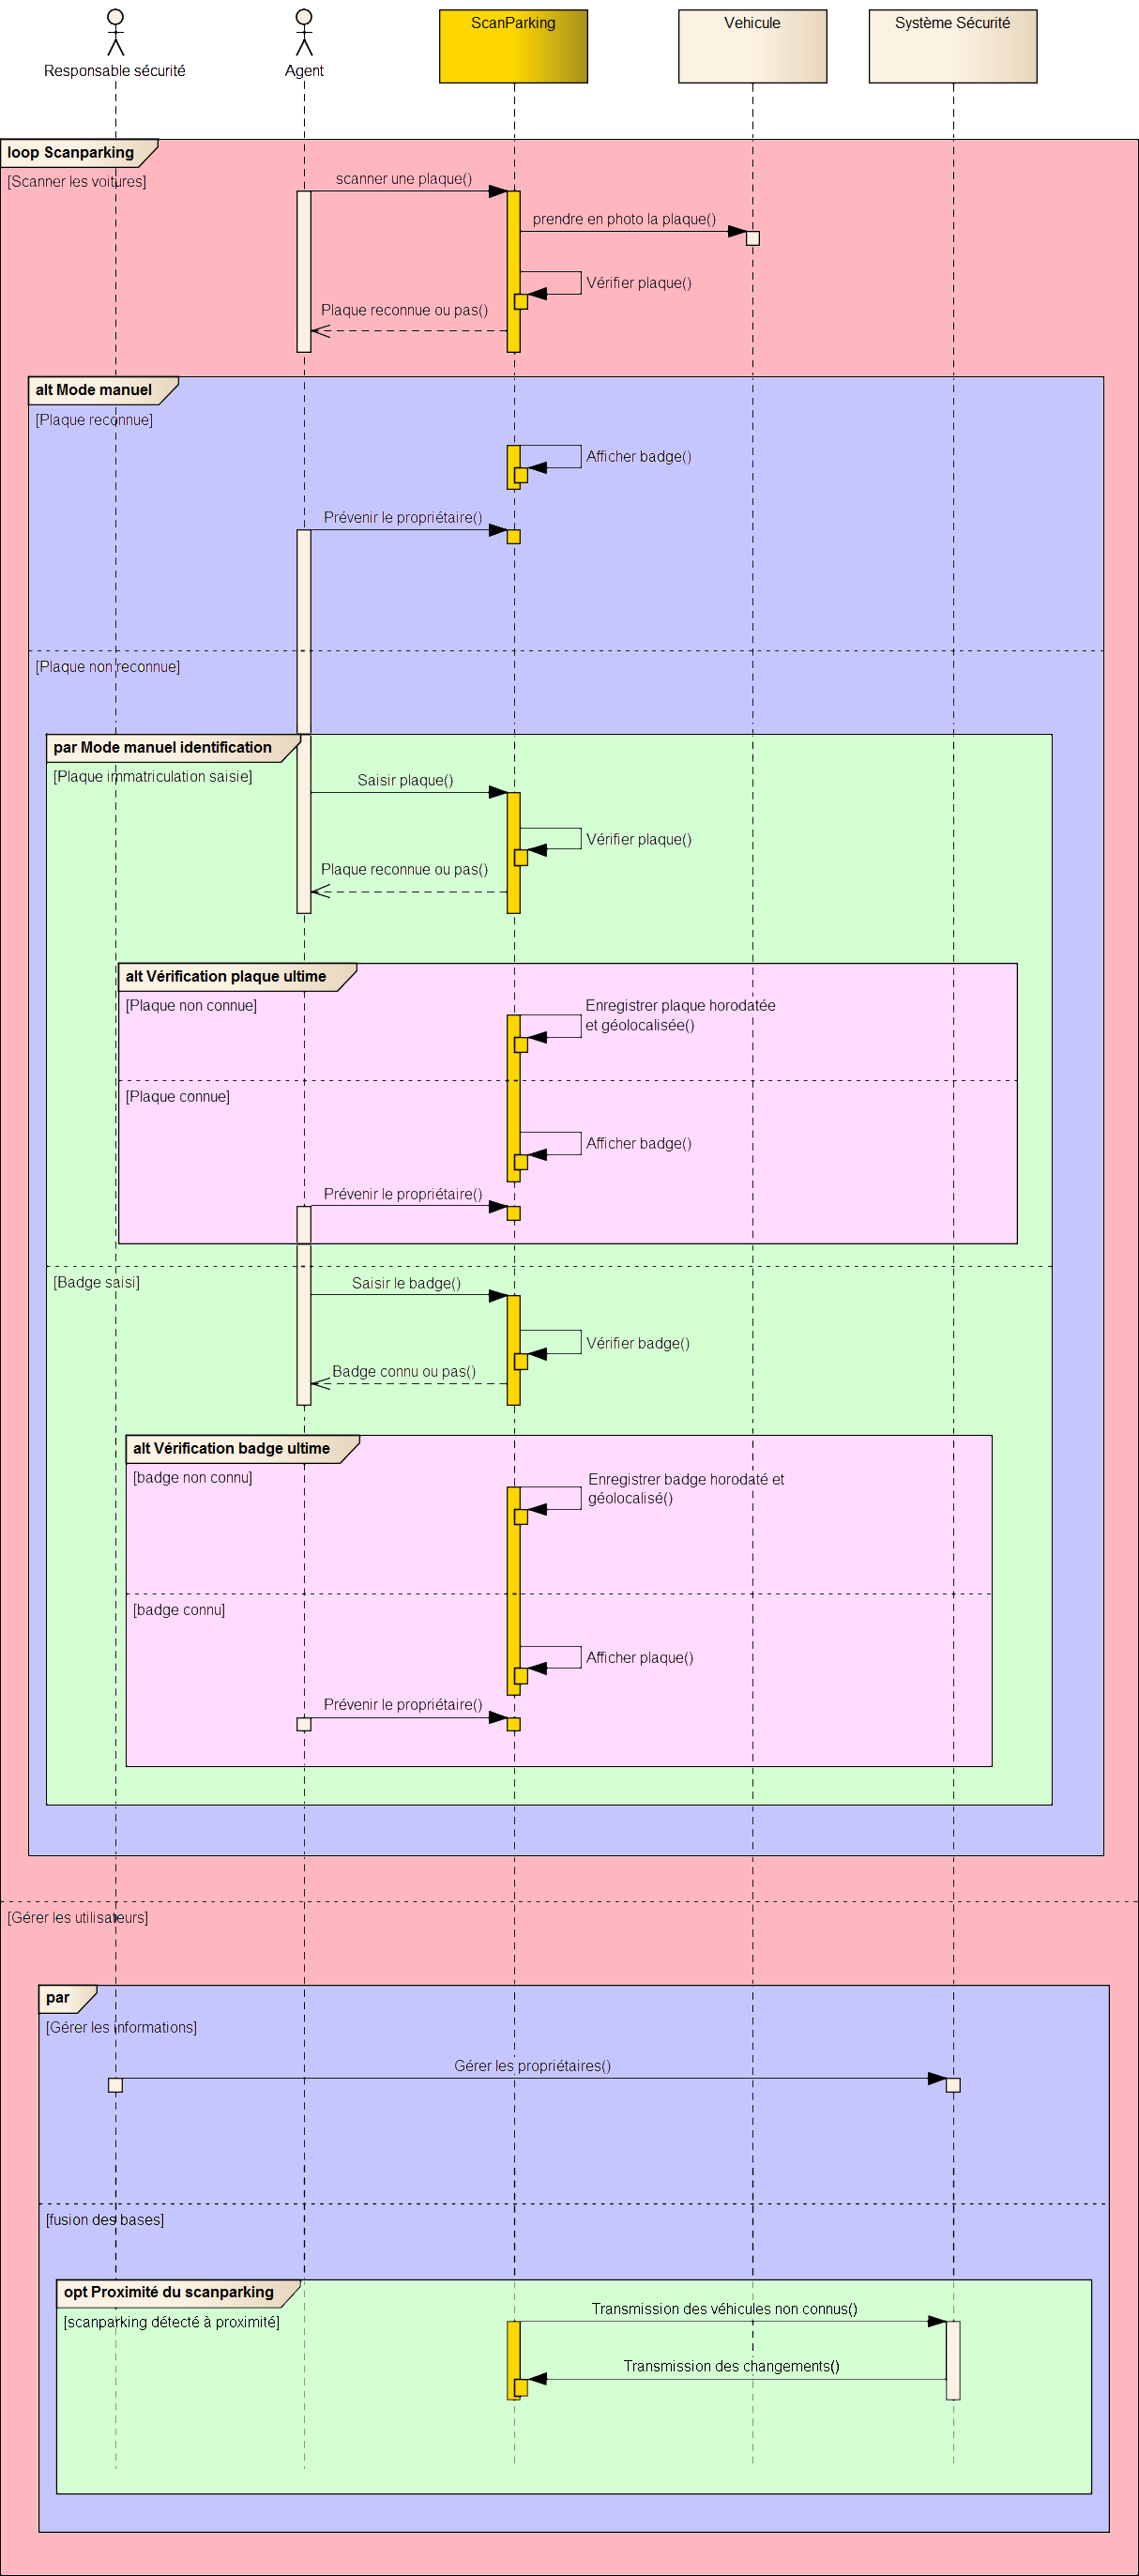 Responsable sécurité
Agent
ScanParking
Vehicule
Système Sécurité
loop Scanparking
[Scanner les voitures]
scanner une plaque()
prendre en photo la plaque()
Vérifier plaque()
Plaque reconnue ou pas()
alt Mode manuel
[Plaque reconnue]
Afficher badge()
Prévenir le propriétaire()
[Plaque non reconnue]
par Mode manuel identification
[Plaque immatriculation saisie]
Saisir plaque()
Vérifier plaque()
Plaque reconnue ou pas()
alt Vérification plaque ultime
[Plaque non connue]
Enregistrer plaque horodatée
et géolocalisée()
[Plaque connue]
Afficher badge()
Prévenir le propriétaire()
[Badge saisi]
Saisir le badge()
Vérifier badge()
Badge connu ou pas()
alt Vérification badge ultime
[badge non connu]
Enregistrer badge horodaté et
géolocalisé()
[badge connu]
Afficher plaque()
Prévenir le propriétaire()
[Gérer les utilisateurs]
par
[Gérer les informations]
Gérer les propriétaires()
[fusion des bases]
opt Proximité du scanparking
[scanparking détecté à proximité]
Transmission des véhicules non connus()
Transmission des changements()